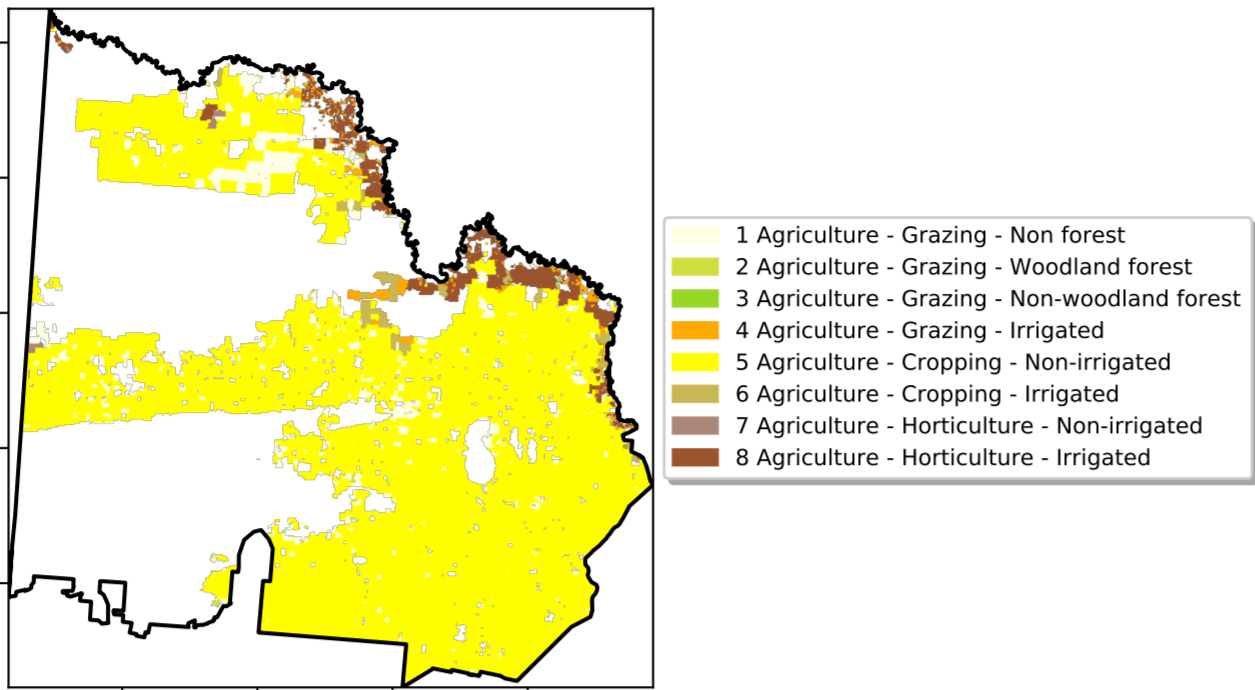 1 Agriculture - Grazing - Non forest
2 Agriculture - Grazing - Woodland forest
3 Agriculture - Grazing - Non-woodland forest
4 Agriculture - Grazing - Irrigated
5 Agriculture - Cropping - Non-irrigated
6 Agriculture - Cropping - Irrigated
7 Agriculture - Horticulture - Non-irrigated
8 Agriculture - Horticulture - Irrigated